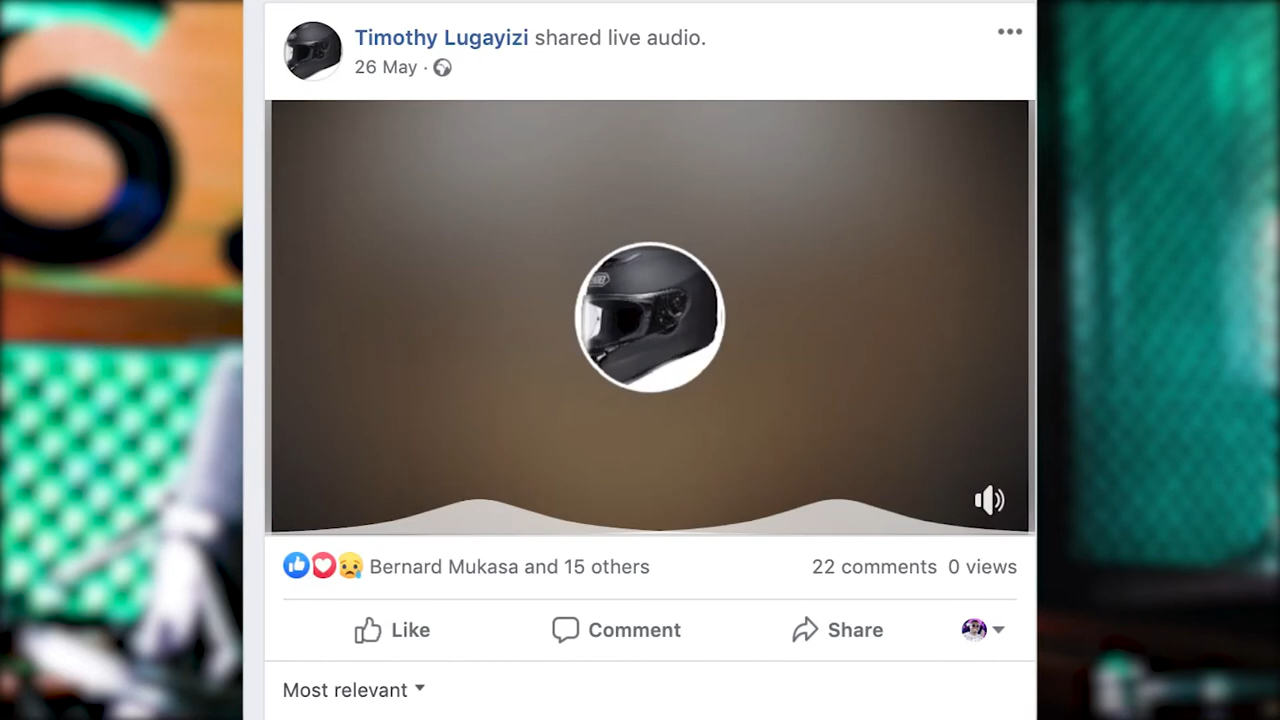 Timothy Lugayizi shared live audio.
26 May ·
Bernard Mukasa and 15 others
22 comments 0 views
Like
Comment
Share
Most relevant